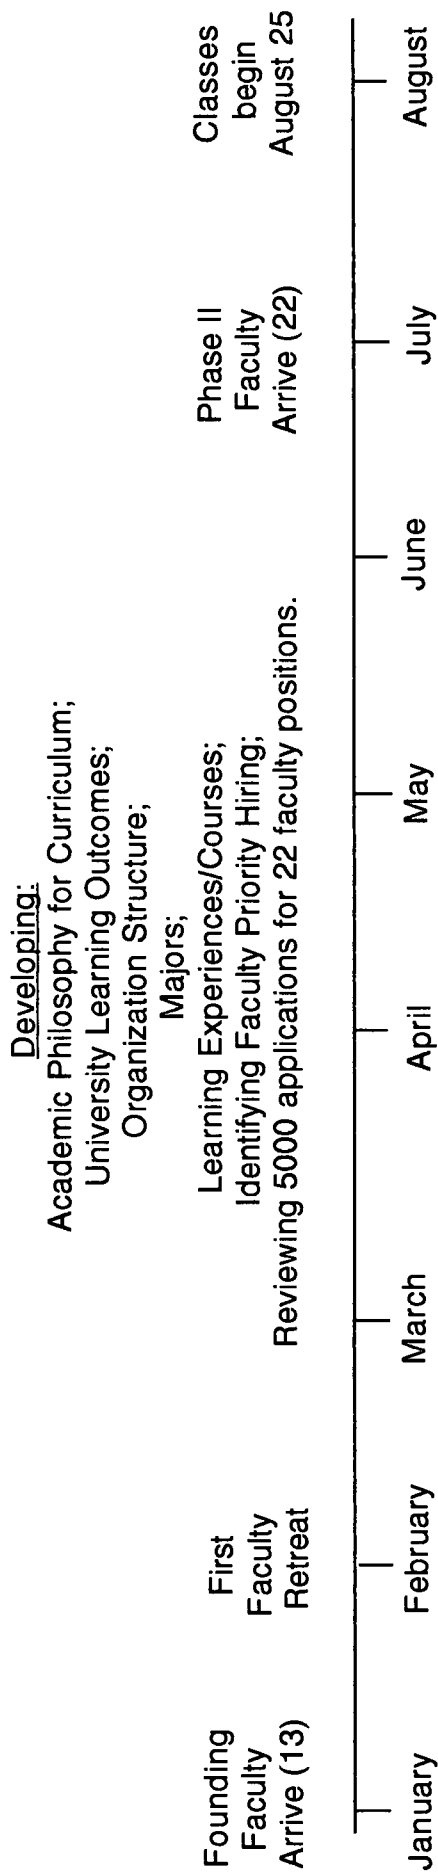 Developing:
Academic Philosophy for Curriculum;
University Learning Outcomes;
Organization Structure;
Majors;
Learning Experiences/Courses;
Identifying Faculty Priority Hiring;
Reviewing 5000 applications for 22 faculty positions.
Founding
Faculty
Arrive (13)
First
Faculty
Retreat
Phase II
Faculty
Arrive (22)
Classes
begin
August 25
January
February
March
April
May
June
July
August